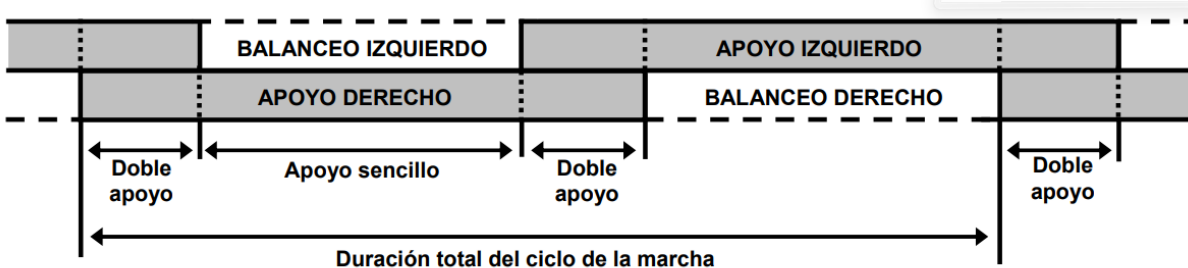 BALANCEO IZQUIERDO
APOYO IZQUIERDO
APOYO DERECHO
BALANCEO DERECHO
Doble
apoyo
Apoyo sencillo
Doble
apoyo
Doble
apoyo
Duración total del ciclo de la marcha